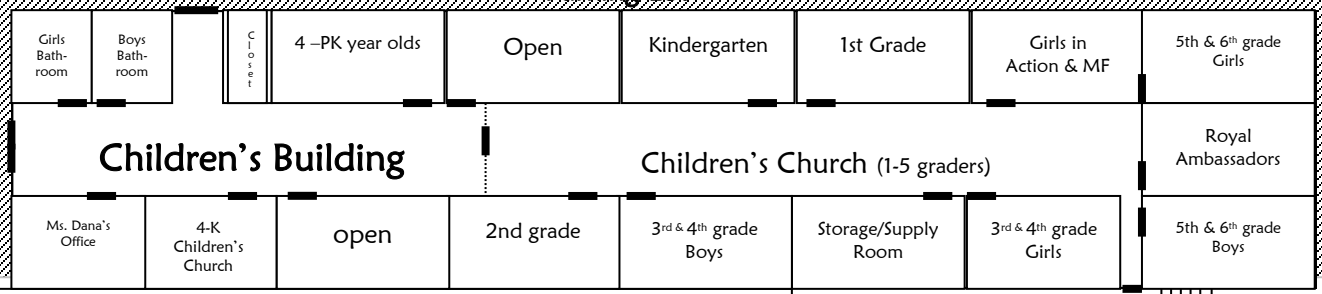 Girls
Bath-
room
Boys
Bath-
room
Closet
4 –PK year olds
Open
Kindergarten
1st Grade
Girls in
Action & MF
5th & 6th grade
Girls
Children's Building
Children's Church (1-5 graders)
Royal
Ambassadors
Ms. Dana's
Office
4-K
Children's
Church
open
2nd grade
3rd & 4th grade
Boys
Storage/Supply
Room
3rd & 4th grade
Girls
5th & 6th grade
Boys